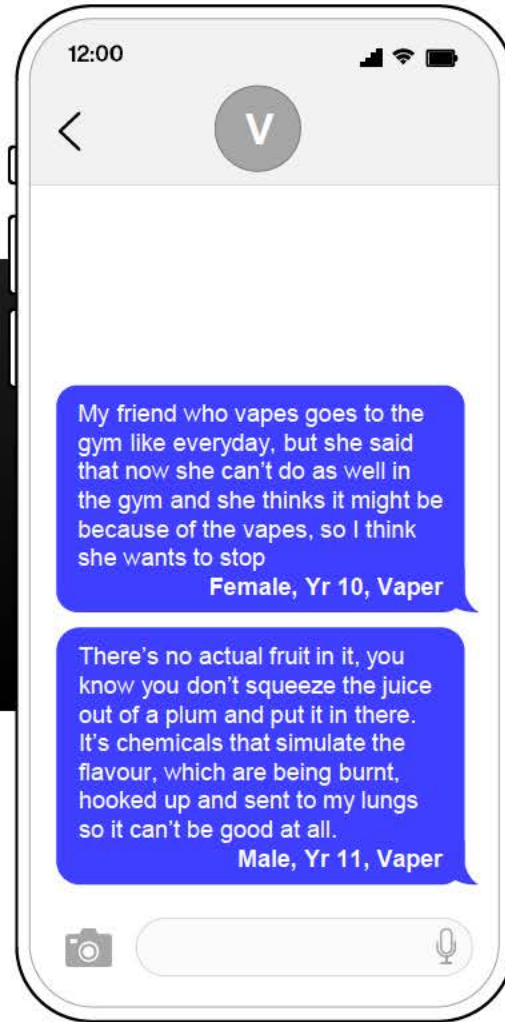 12:00
V
My friend who vapes goes to the
gym like everyday, but she said
that now she can't do as well in
the gym and she thinks it might be
because of the vapes, so I think
she wants to stop
Female, Yr 10, Vaper
There's no actual fruit in it, you
know you don't squeeze the juice
out of a plum and put it in there.
It's chemicals that simulate the
flavour, which are being burnt,
hooked up and sent to my lungs
so it can't be good at all.
Male, Yr 11, Vaper